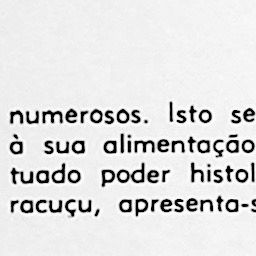 numerosos. Isto se
à sua alimentação
tuado poder histol
racuçu, apresenta-s